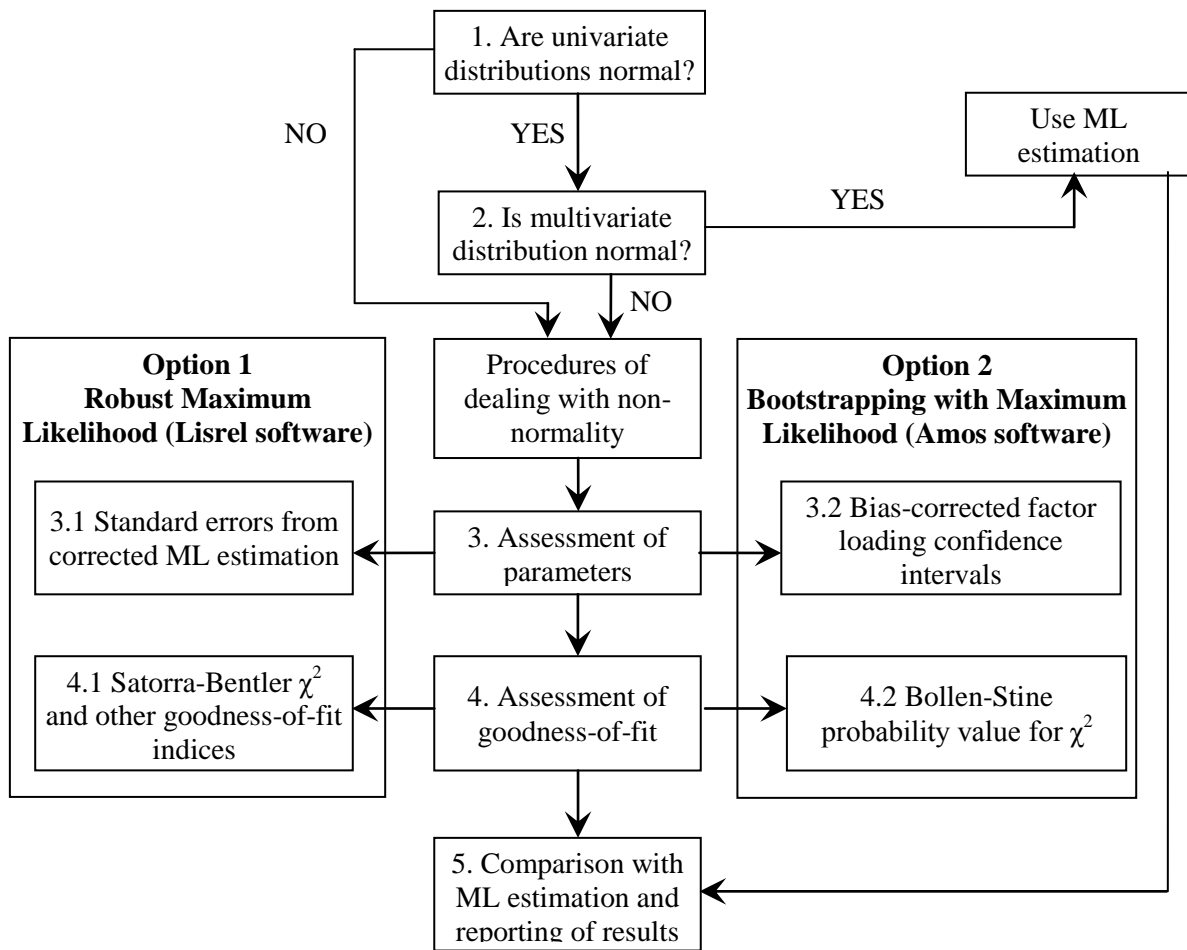 1. Are univariate
distributions normal?
NO
YES
Use ML
estimation
2. Is multivariate
distribution normal?
YES
NO
Option 1
Robust Maximum
Likelihood (Lisrel software)
Procedures of
dealing with non-
normality
Option 2
Bootstrapping with Maximum
Likelihood (Amos software)
3.1 Standard errors from
corrected ML estimation
3. Assessment of
parameters
3.2 Bias-corrected factor
loading confidence
intervals
4.1 Satorra-Bentler χ²
and other goodness-of-fit
indices
4. Assessment of
goodness-of-fit
4.2 Bollen-Stine
probability value for χ²
5. Comparison with
ML estimation and
reporting of results